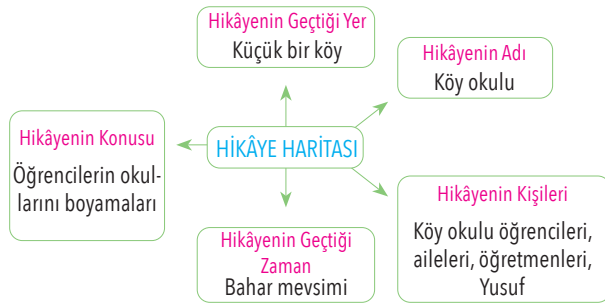 Hikâyenin Geçtiği Yer
Küçük bir köy
Hikâyenin Adı
Köy okulu
Hikâyenin Konusu
Öğrencilerin okul-
larını boyamaları
HİKÂYE HARİTASI
Hikâyenin Kişileri
Köy okulu öğrencileri,
aileleri, öğretmenleri,
Yusuf
Hikâyenin Geçtiği
Zaman
Bahar mevsimi